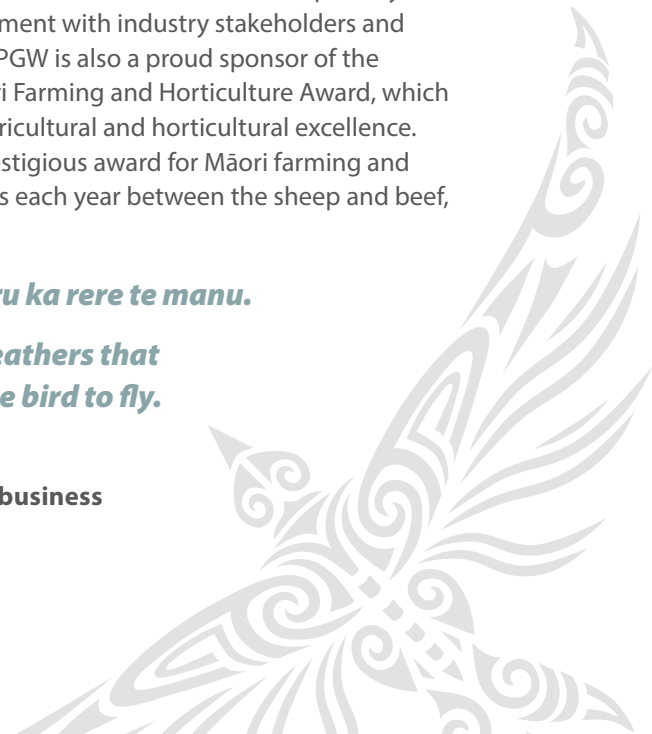 ment with industry stakeholders and
PGW is also a proud sponsor of the
ri Farming and Horticulture Award, which
ricultural and horticultural excellence.
stigious award for Māori farming and
s each year between the sheep and beef,
ru ka rere te manu.
eathers that
e bird to fly.
business